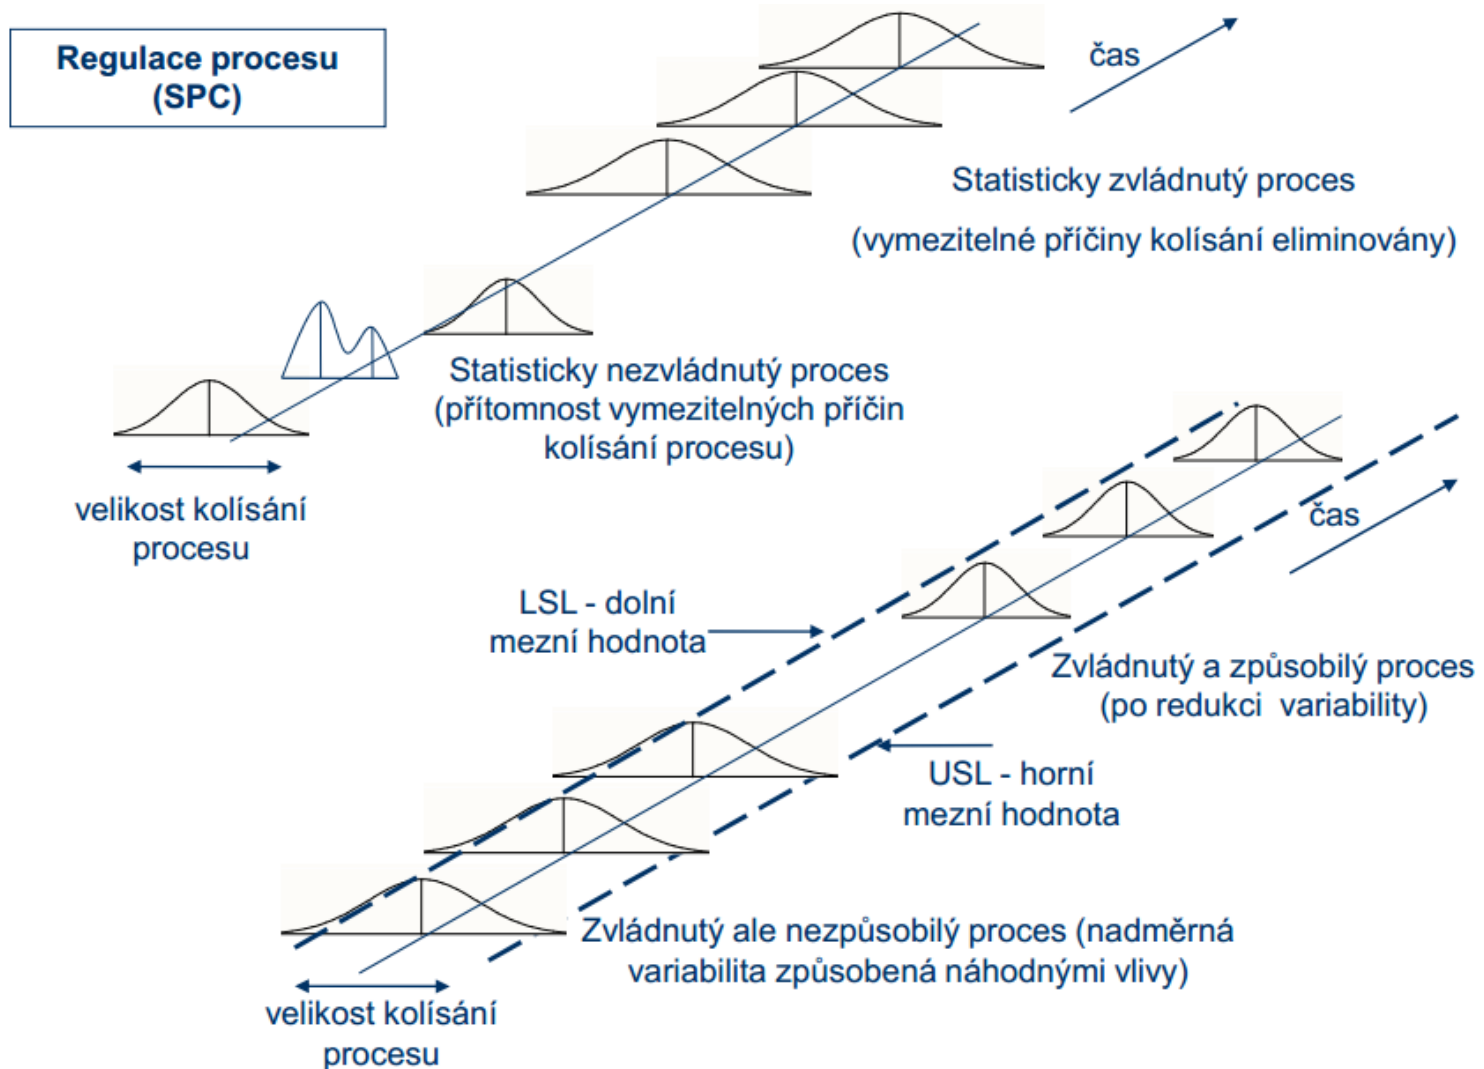 Regulace procesu
(SPC)
čas
Statisticky zvládnutý proces
(vymezitelné příčiny kolísání eliminovány)
Statisticky nezvládnutý proces
(přítomnost vymezitelných příčin
kolísání procesu)
velikost kolísání
procesu
čas
LSL - dolní
mezní hodnota
Zvládnutý a způsobilý proces
(po redukci variability)
USL - horní
mezní hodnota
Zvládnutý ale nezpůsobilý proces (nadměrná
variabilita způsobená náhodnými vlivy)
velikost kolísání
procesu